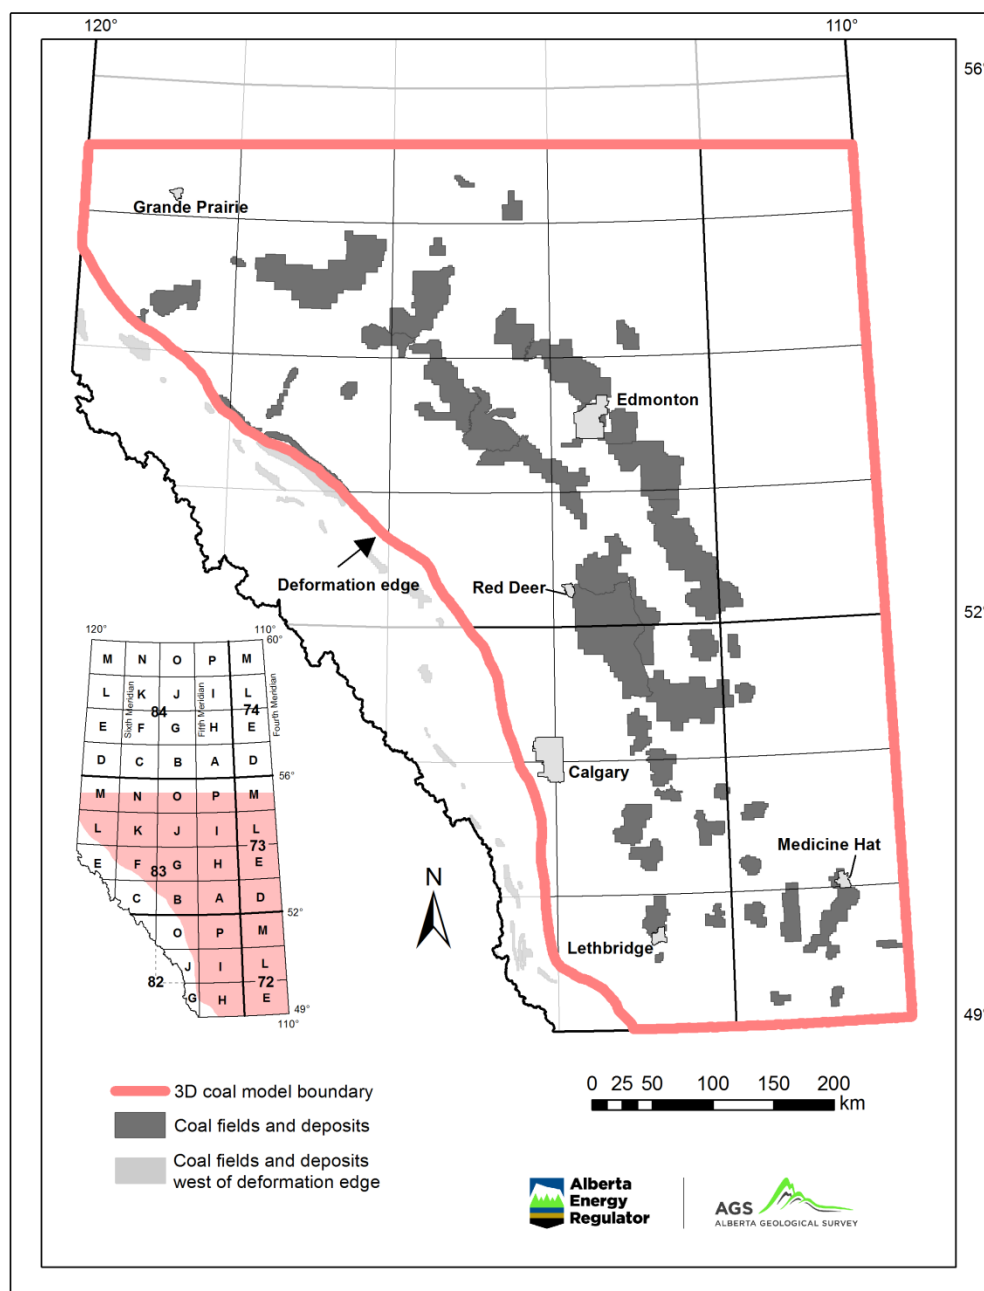 120°
110°
56°
Grande Prairie
Edmonton
Deformation edge
Red Deer
52°
Calgary
Medicine Hat
N
Lethbridge
49°
120°
110°
60°
M N O P M
L K J I L
Sixth Meridian
Fifth Meridian
Fourth Meridian
84
74
E F G H E
D C B A D
56°
M N O P M
L K J I L
73
E F G H E
83
C B A D
52°
O P M
J I L
82
72
G H E
49°
110°
3D coal model boundary
Coal fields and deposits
Coal fields and deposits
west of deformation edge
0 25 50 100 150 200
km
Alberta
Energy
Regulator
AGS
ALBERTA GEOLOGICAL SURVEY